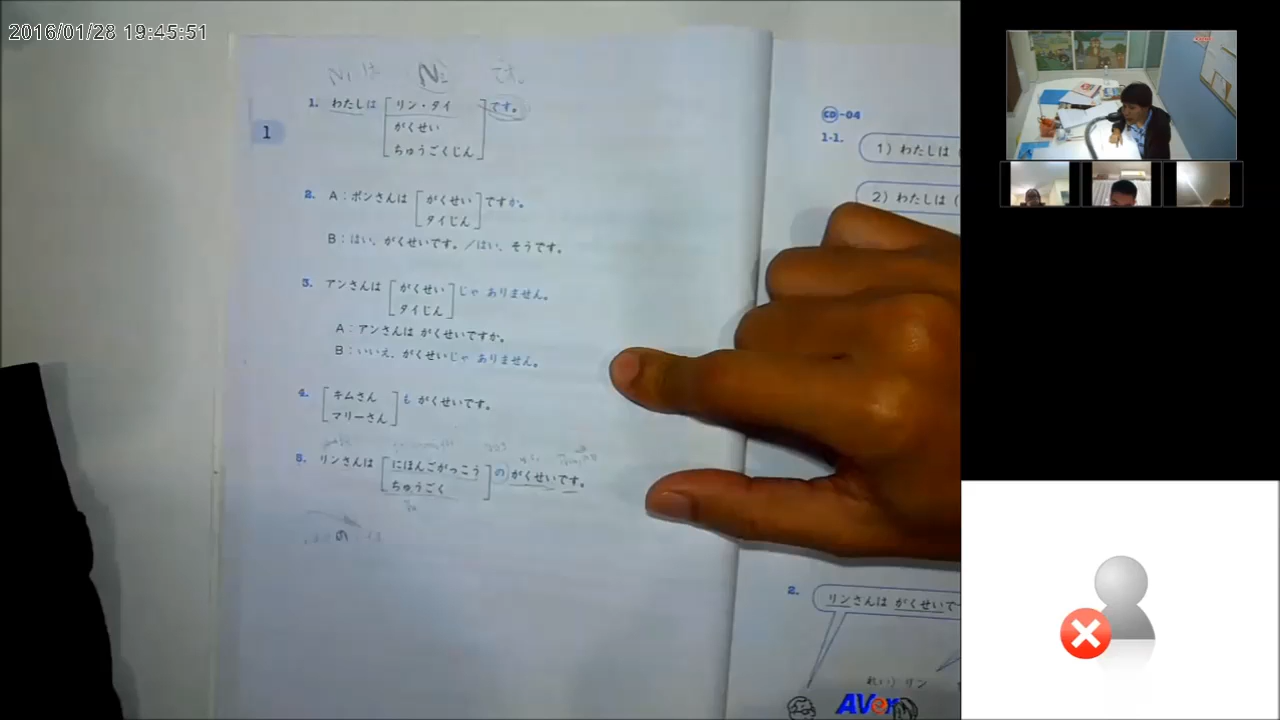 2016/01/28 19:45:51
N1 は N2 です。
1. わたしは [リン・タイ] です。
がくせい
ちゅうごくじん
1
2. A：ポンさんは [がくせい] ですか。
タイじん
B：はい、がくせいです。／はい、そうです。
3. アンさんは [がくせい] じゃ ありません。
タイじん
A：アンさんは がくせいですか。
B：いいえ、がくせいじゃ ありません。
4. [キムさん] も がくせいです。
マリーさん
5. リンさんは [にほんごがっこう] の がくせいです。
ちゅうごく
の
CD-04
1-1.
1) わたしは (
2) わたしは (
2. リンさんは がくせいで
れい) リン
AVer